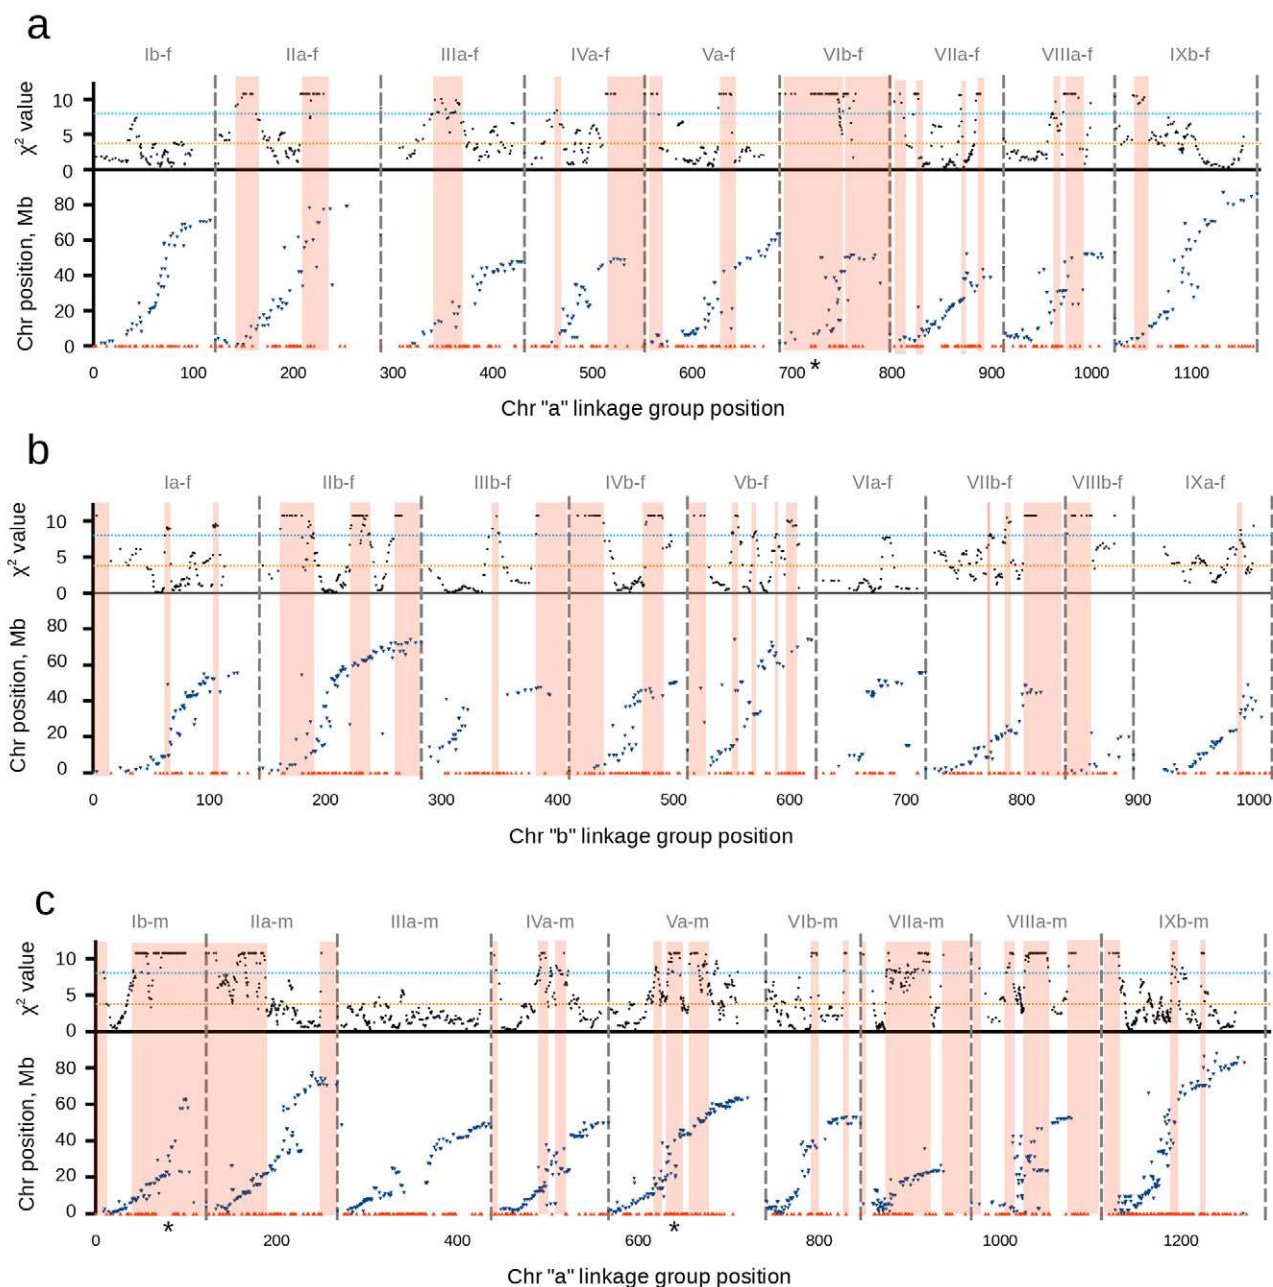 a
Ib-f IIa-f IIIa-f IVa-f Va-f VIb-f VIIa-f VIIIa-f IXb-f
χ² value
10
5
0
Chr position, Mb
80
60
40
20
0
0 100 200 300 400 500 600 700 800 900 1000 1100
*
Chr "a" linkage group position
b
Ia-f IIb-f IIIb-f IVb-f Vb-f VIa-f VIIb-f VIIIb-f IXa-f
χ² value
10
5
0
Chr position, Mb
80
60
40
20
0
0 100 200 300 400 500 600 700 800 900 1000
Chr "b" linkage group position
c
Ib-m IIa-m IIIa-m IVa-m Va-m VIb-m VIIa-m VIIIa-m IXb-m
χ² value
10
5
0
Chr position, Mb
80
60
40
20
0
* *
0 200 400 600 800 1000 1200
Chr "a" linkage group position